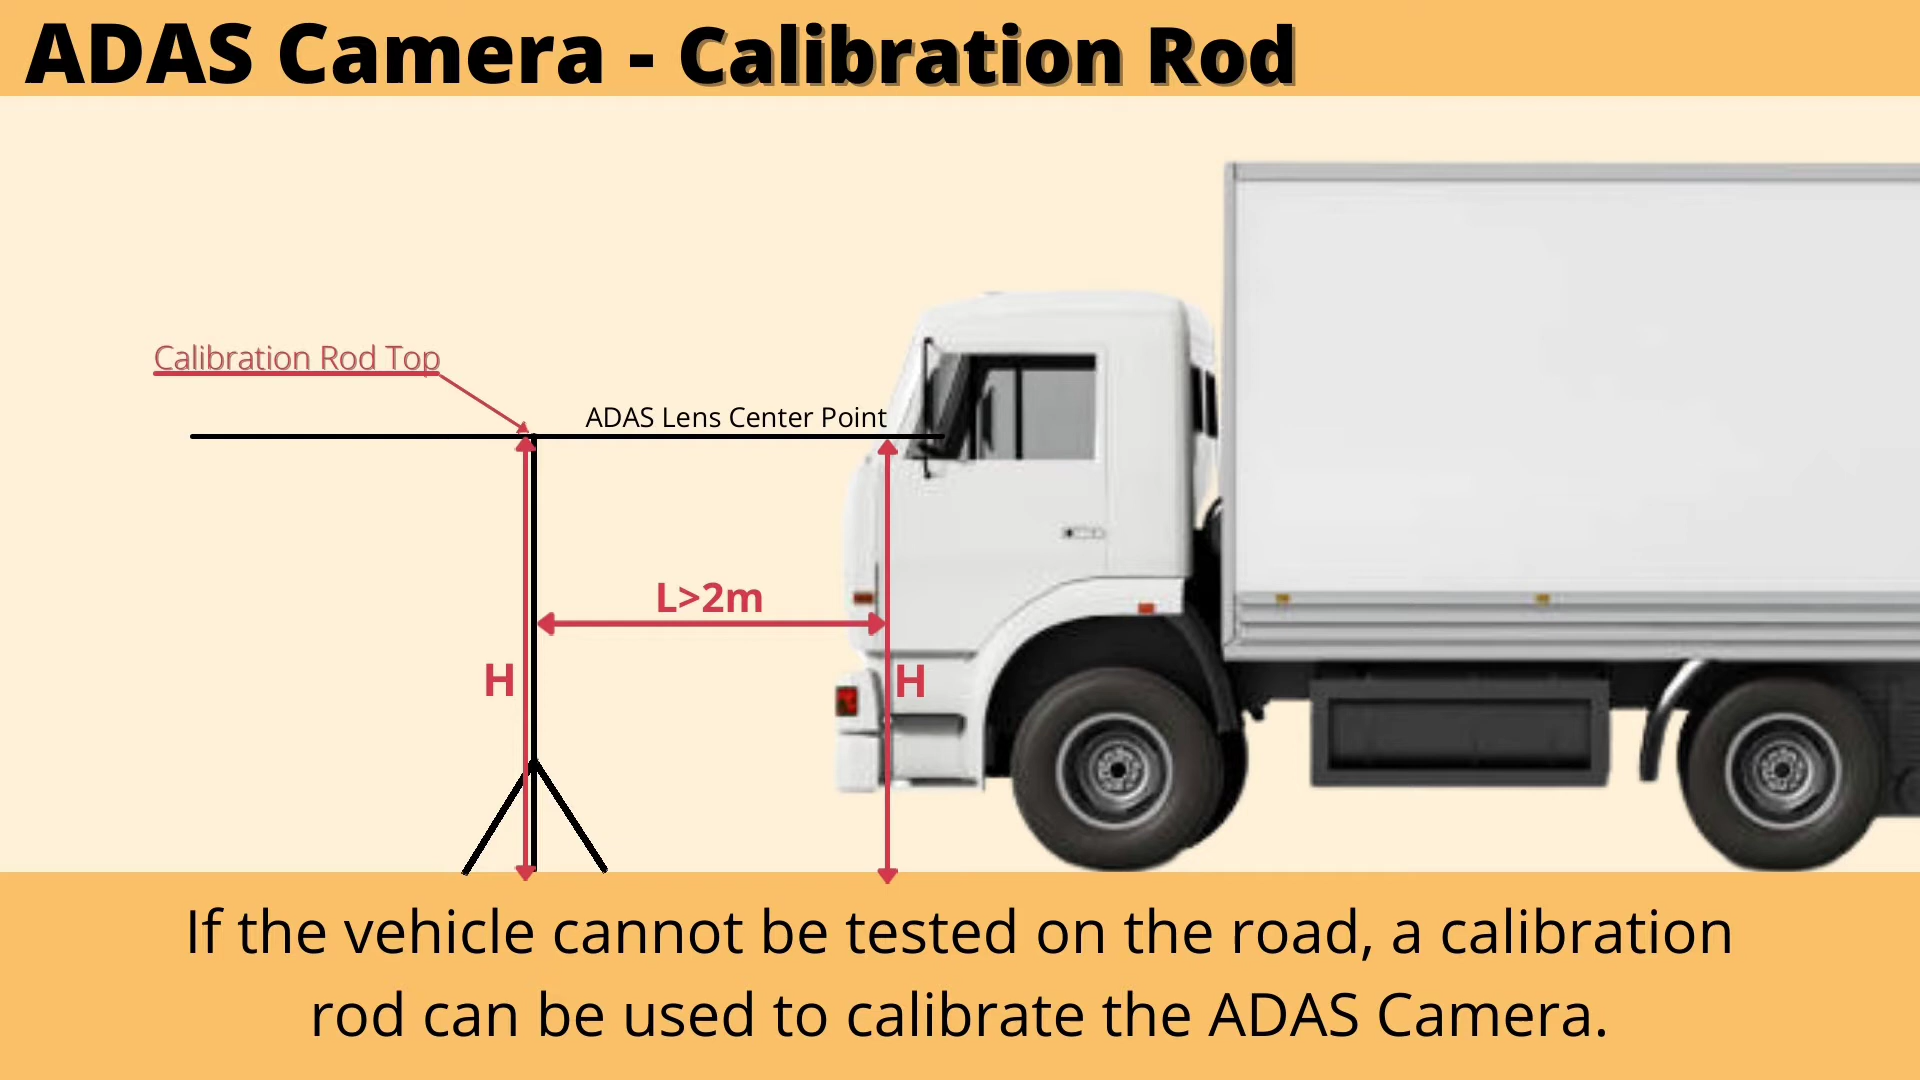 ADAS Camera - Calibration Rod
Calibration Rod Top
ADAS Lens Center Point
L>2m
H
H
If the vehicle cannot be tested on the road, a calibration
rod can be used to calibrate the ADAS Camera.